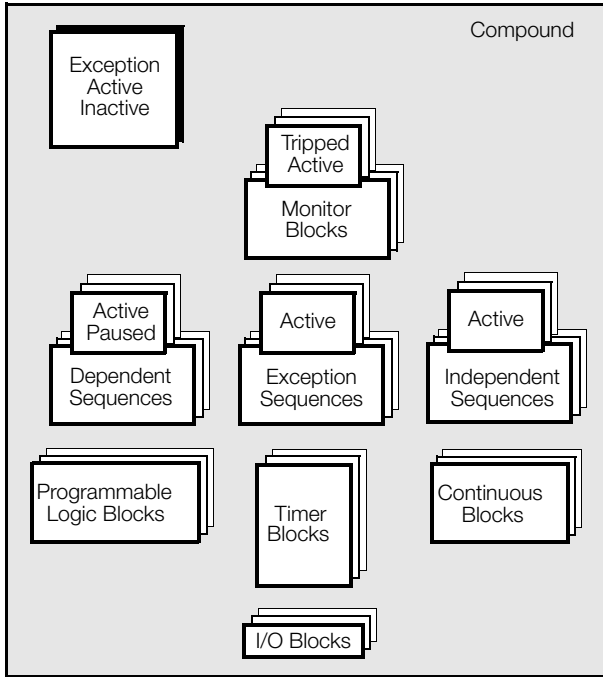 Compound
Exception
Active
Inactive
Tripped
Active
Monitor
Blocks
Active
Paused
Dependent
Sequences
Active
Exception
Sequences
Active
Independent
Sequences
Programmable
Logic Blocks
Timer
Blocks
Continuous
Blocks
I/O Blocks